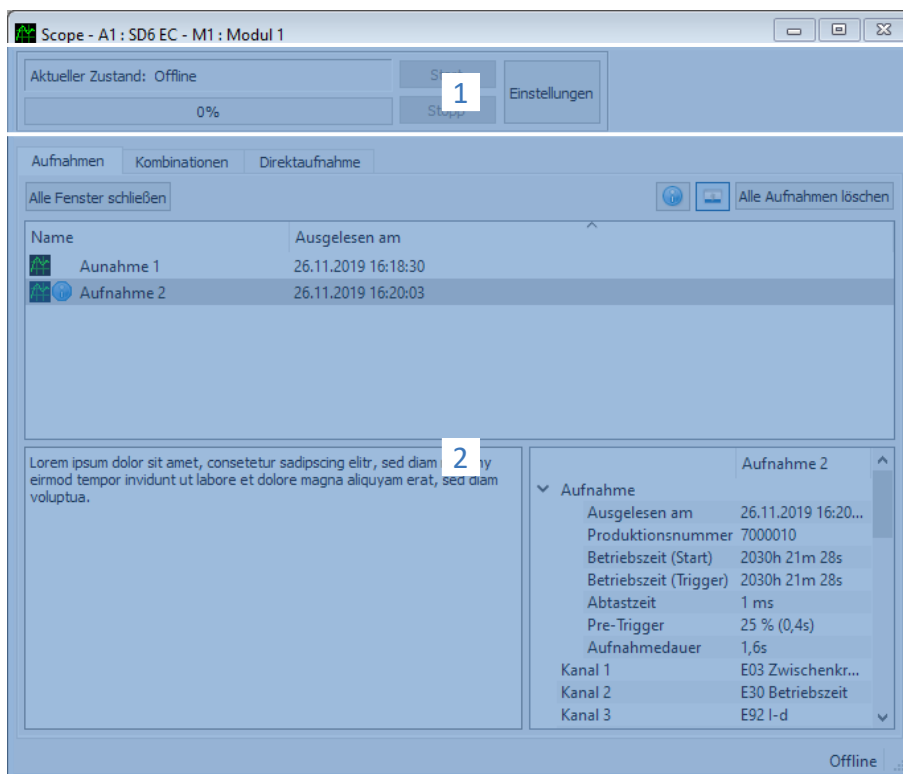 Scope - A1 : SD6 EC - M1 : Modul 1
Aktueller Zustand: Offline
0%
Stopp
1
Einstellungen
Aufnahmen Kombinationen Direktaufnahme
Alle Fenster schließen Alle Aufnahmen löschen
Name Ausgelesen am
Aunahme 1 26.11.2019 16:18:30
Aufnahme 2 26.11.2019 16:20:03
Lorem ipsum dolor sit amet, consetetur sadipscing elitr, sed diam
eirmod tempor invidunt ut labore et dolore magna aliquyam erat, sed diam
voluptua.
2
Aufnahme 2
Aufnahme
Ausgelesen am 26.11.2019 16:20...
Produktionsnummer 7000010
Betriebszeit (Start) 2030h 21m 28s
Betriebszeit (Trigger) 2030h 21m 28s
Abtastzeit 1 ms
Pre-Trigger 25 % (0,4s)
Aufnahmedauer 1,6s
Kanal 1 E03 Zwischenkr...
Kanal 2 E30 Betriebszeit
Kanal 3 E92 I-d
Offline